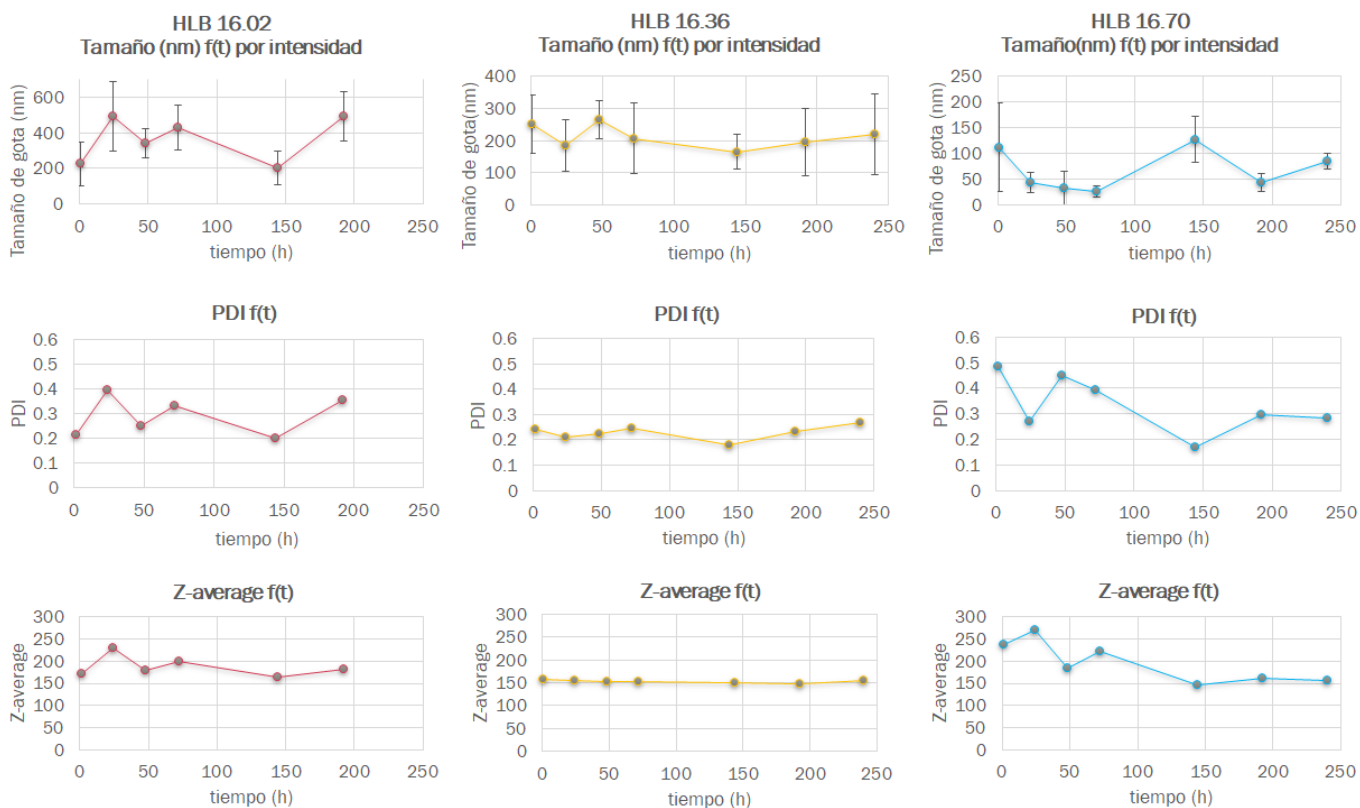 HLB 16.02
Tamaño (nm) f(t) por intensidad
Tamaño de gota (nm)
600
400
200
0
0 50 100 150 200 250
tiempo (h)
HLB 16.36
Tamaño (nm) f(t) por intensidad
Tamaño de gota(nm)
400
300
200
100
0
0 50 100 150 200 250
tiempo (h)
HLB 16.70
Tamaño(nm) f(t) por intensidad
Tamaño de gota (nm)
250
200
150
100
50
0
0 50 100 150 200 250
tiempo (h)
PDI f(t)
PDI
0.6
0.5
0.4
0.3
0.2
0.1
0
0 50 100 150 200 250
tiempo (h)
PDI f(t)
PDI
0.6
0.5
0.4
0.3
0.2
0.1
0
0 50 100 150 200 250
tiempo (h)
PDI f(t)
PDI
0.6
0.5
0.4
0.3
0.2
0.1
0
0 50 100 150 200 250
tiempo (h)
Z-average f(t)
Z-average
300
250
200
150
100
50
0
0 50 100 150 200 250
tiempo (h)
Z-average f(t)
Z-average
300
250
200
150
100
50
0
0 50 100 150 200 250
tiempo (h)
Z-average f(t)
Z-average
300
250
200
150
100
50
0
0 50 100 150 200 250
tiempo (h)